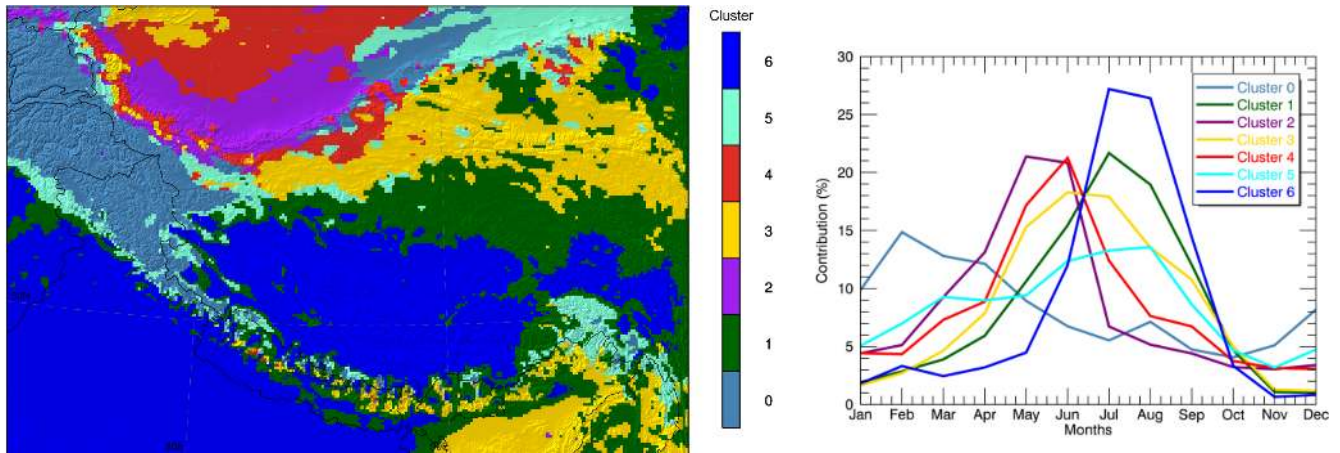 Cluster
6
5
4
3
2
1
0
30
25
20
15
10
5
0
Contribution (%)
Cluster 0
Cluster 1
Cluster 2
Cluster 3
Cluster 4
Cluster 5
Cluster 6
Jan Feb Mar Apr May Jun Jul Aug Sep Oct Nov Dec
Months